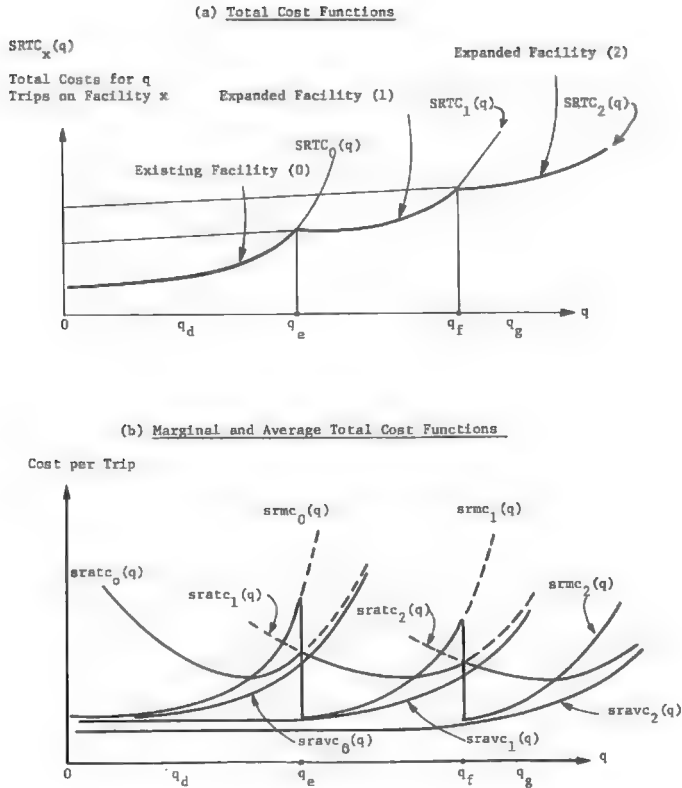 (a) Total Cost Functions
SRTC_x(q)
Total Costs for q
Trips on Facility x
Expanded Facility (2)
Expanded Facility (1)
SRTC_1(q)
SRTC_2(q)
SRTC_0(q)
Existing Facility (0)
0 q_d q_e q_f q_g q
(b) Marginal and Average Total Cost Functions
Cost per Trip
srmc_0(q) srmc_1(q)
sratc_o(q) sratc_1(q) sratc_2(q) srmc_2(q)
sravc_0(q) sravc_1(q) sravc_2(q)
0 q_d q_e q_f q_g q